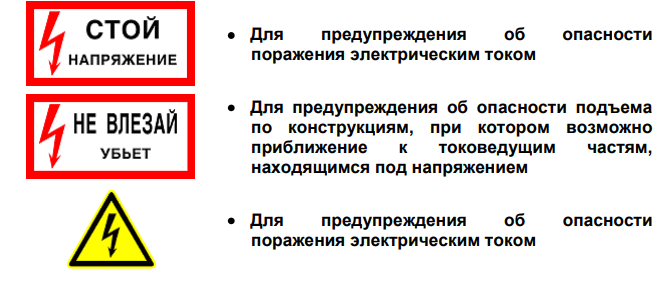 СТОЙ
НАПРЯЖЕНИЕ
• Для предупреждения об опасности
поражения электрическим током
НЕ ВЛЕЗАЙ
УБЬЕТ
• Для предупреждения об опасности подъема
по конструкциям, при котором возможно
приближение к токоведущим частям,
находящимся под напряжением
• Для предупреждения об опасности
поражения электрическим током